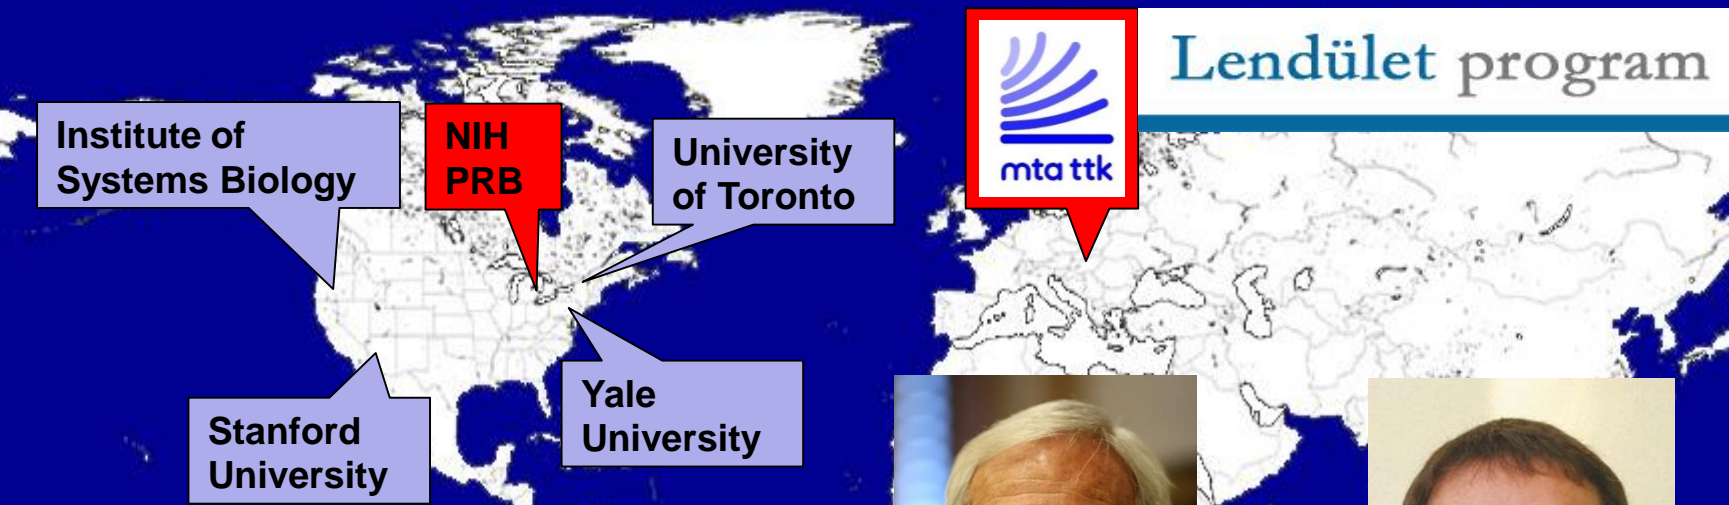 Lendület program
mta ttk
Institute of
Systems Biology
NIH
PRB
University
of Toronto
Stanford
University
Yale
University